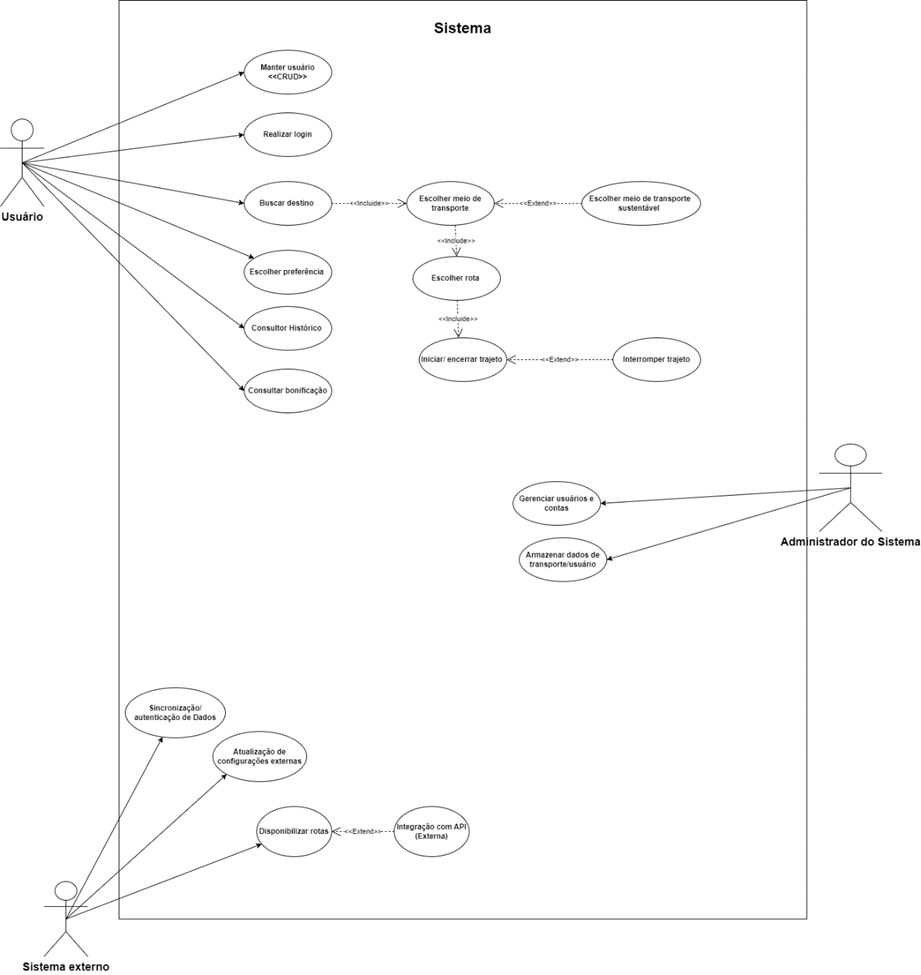 Sistema
Manter usuário
<<CRUD>>
Realizar login
Usuário
Buscar destino
<<Incluide>>
Escolher meio de
transporte
<<Extend>>
Escolher meio de transporte
sustentável
<<Include>>
Escolher preferência
Escolher rota
<<Incluide>>
Consultor Histórico
Iniciar/ encerrar trajeto
<<Extend>>
Interromper trajeto
Consultar bonificação
Gerenciar usuários e
contas
Administrador do Sistema
Armazenar dados de
transporte/usuário
Sincronização/
autenticação de Dados
Atualização de
configurações externas
Disponibilizar rotas
<<Extend>>
Integração com API
(Externa)
Sistema externo